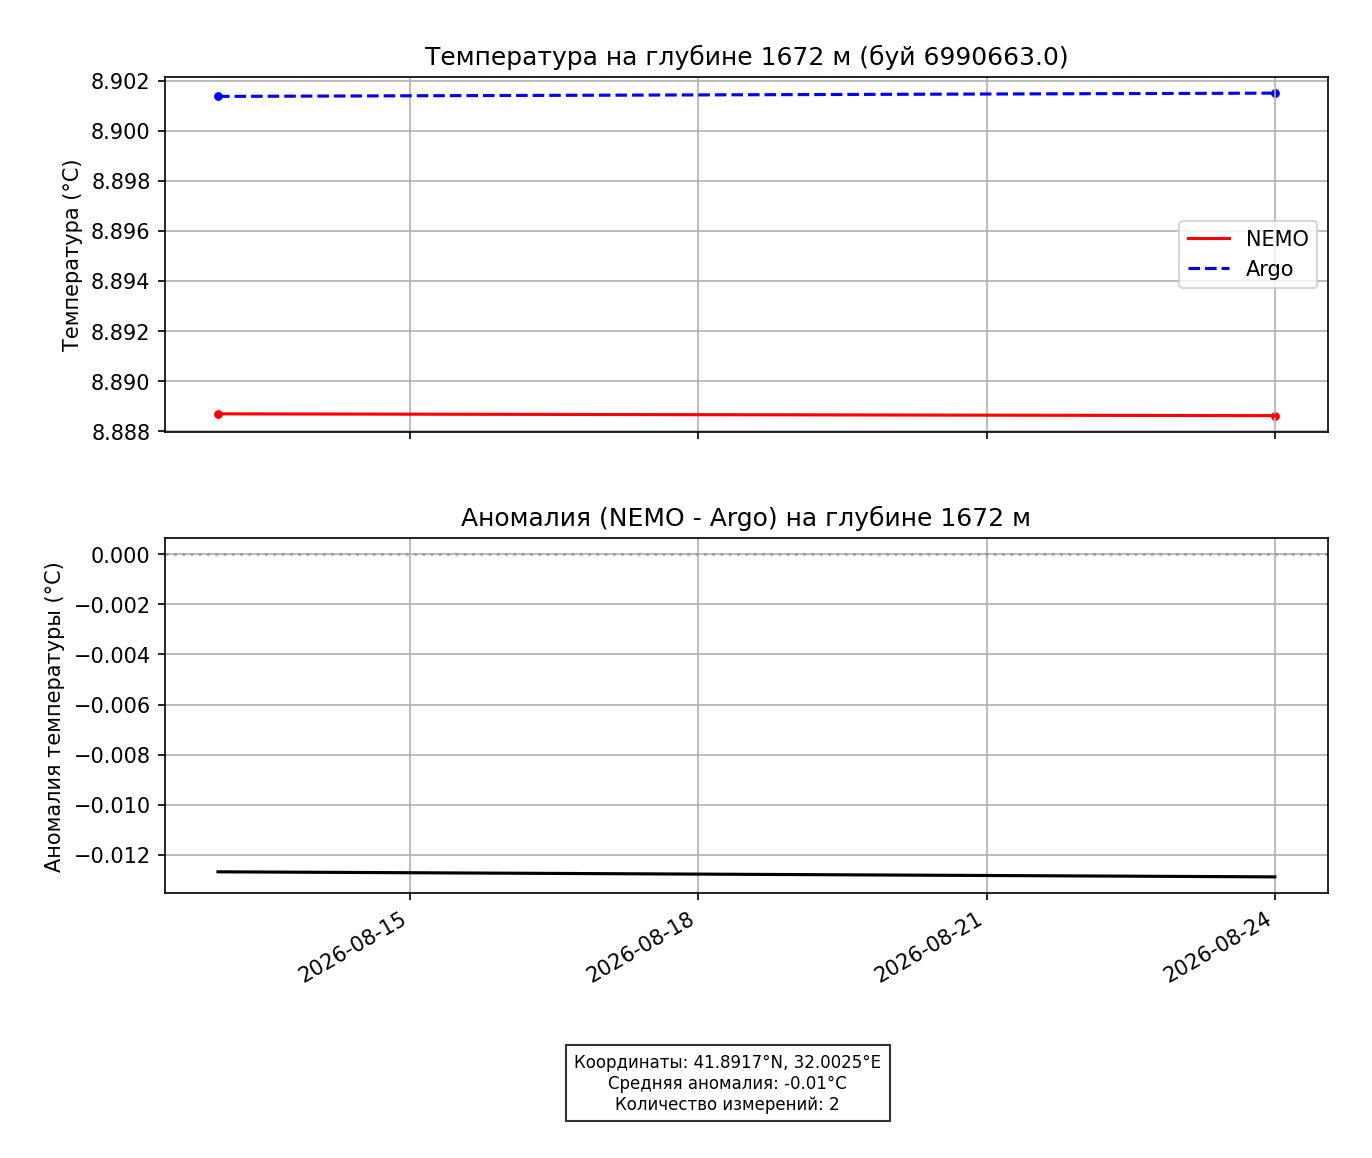 Температура на глубине 1672 м (буй 6990663.0)
Температура (°C)
8.902
8.900
8.898
8.896
8.894
8.892
8.890
8.888
NEMO
Argo
Аномалия (NEMO - Argo) на глубине 1672 м
Аномалия температуры (°C)
0.000
−0.002
−0.004
−0.006
−0.008
−0.010
−0.012
2026-08-15
2026-08-18
2026-08-21
2026-08-24
Координаты: 41.8917°N, 32.0025°E
Средняя аномалия: -0.01°C
Количество измерений: 2